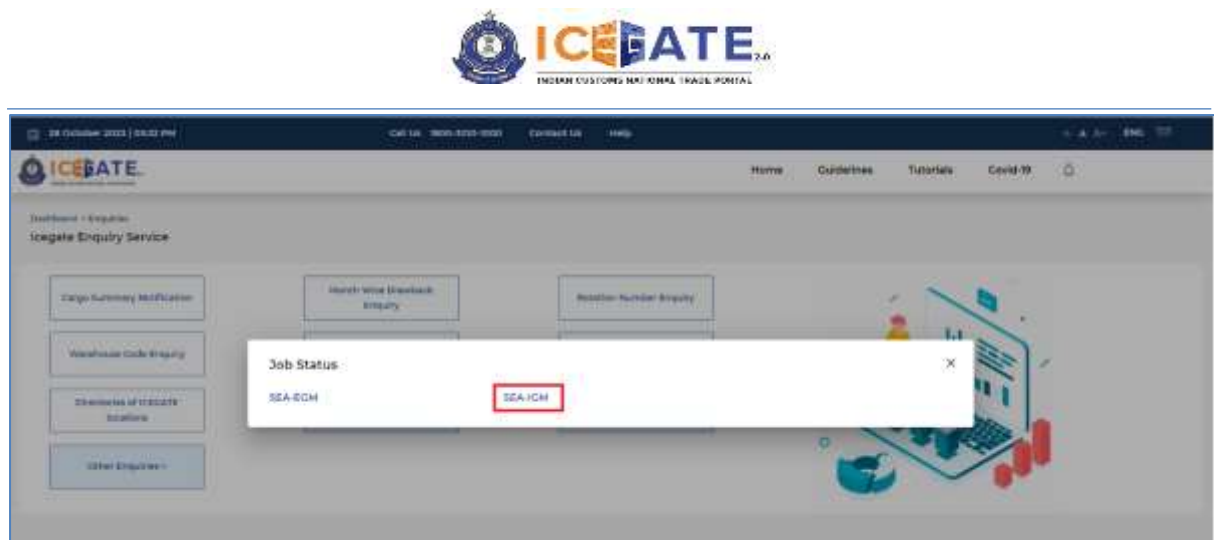 ICEGATE 2.0
INDIAN CUSTOMS NATIONAL TRADE PORTAL
Call Us
Contact Us
Help
ENG
ICEGATE
Home
Guidelines
Tutorials
Covid-19
Dashboard > Enquiries
Icegate Enquiry Service
Cargo Summary Notification
Month Wise Drawback
Enquiry
Rotation Number Enquiry
Warehouse Code Enquiry
Job Status
SEA-EGM
SEA-IGM
Directories of ICEGATE
locations
Other Enquiries